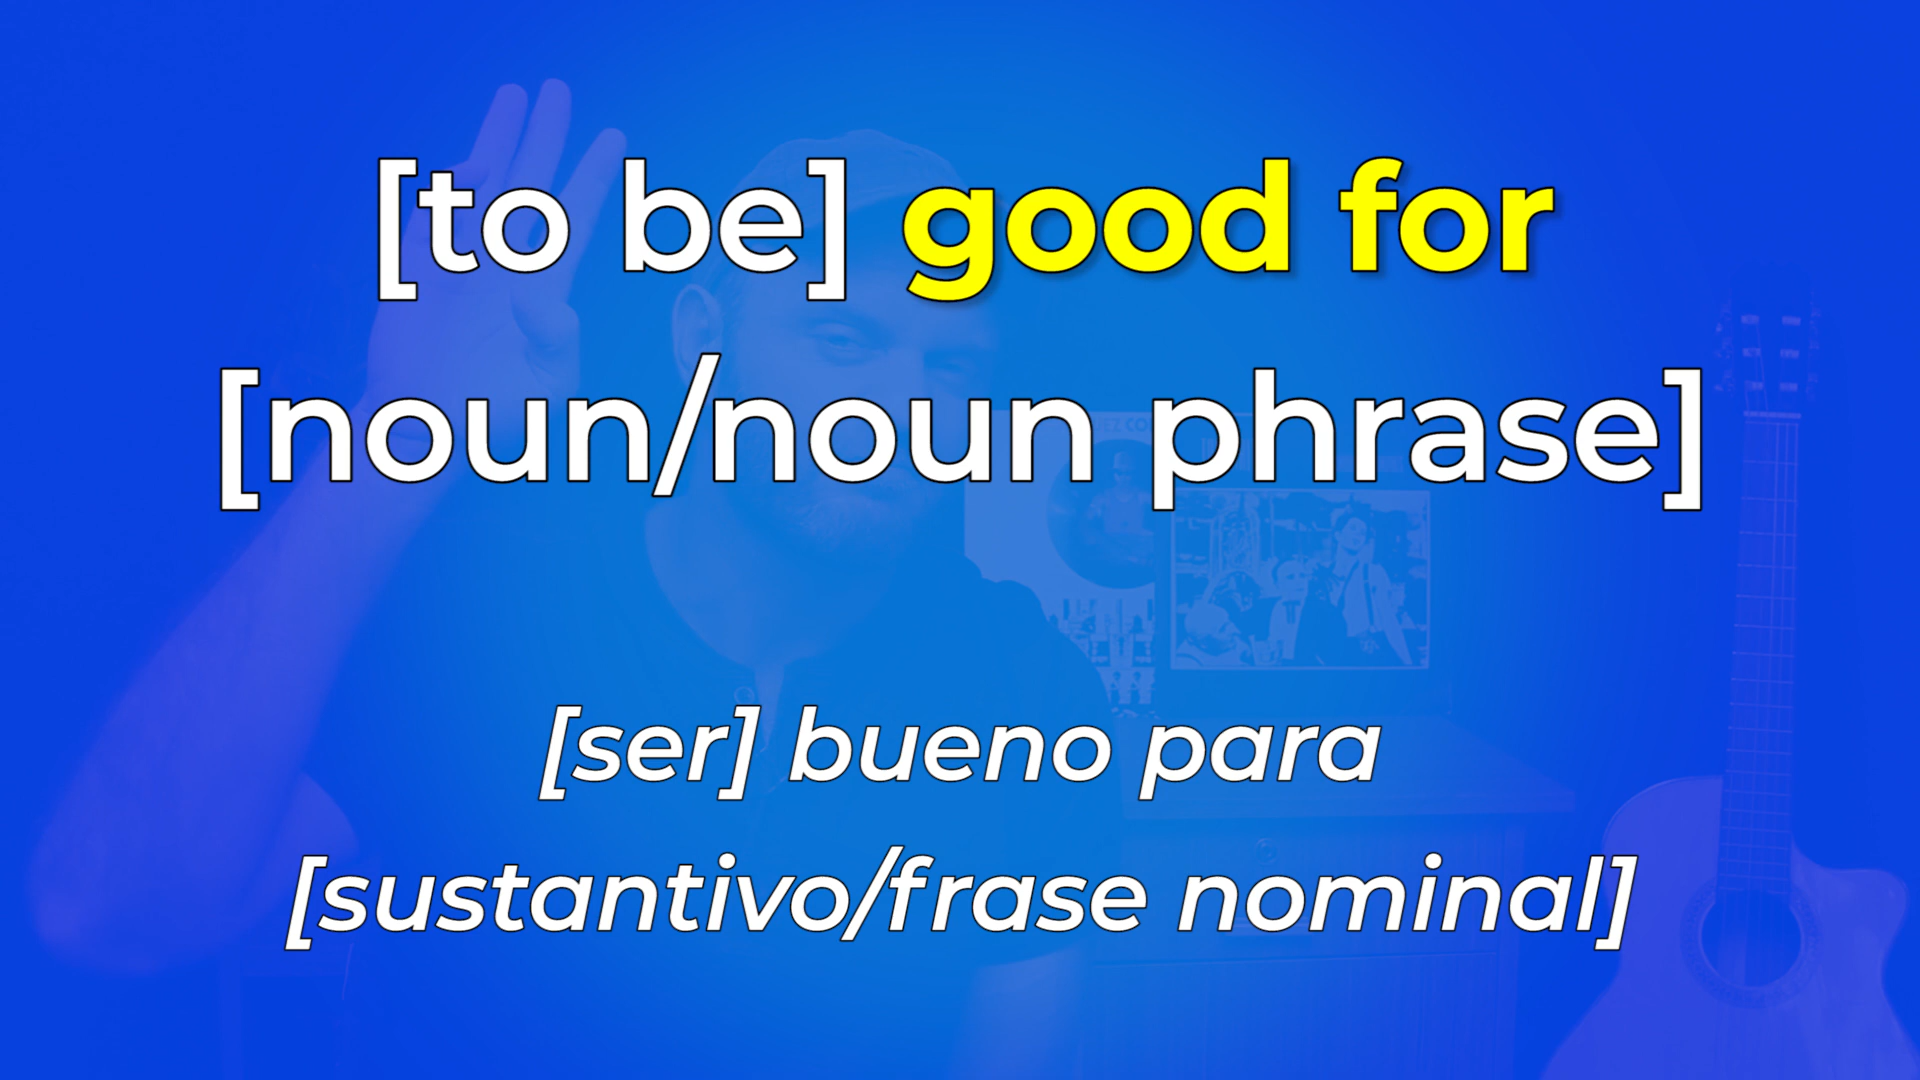 [to be] good for
[noun/noun phrase]
[ser] bueno para
[sustantivo/frase nominal]